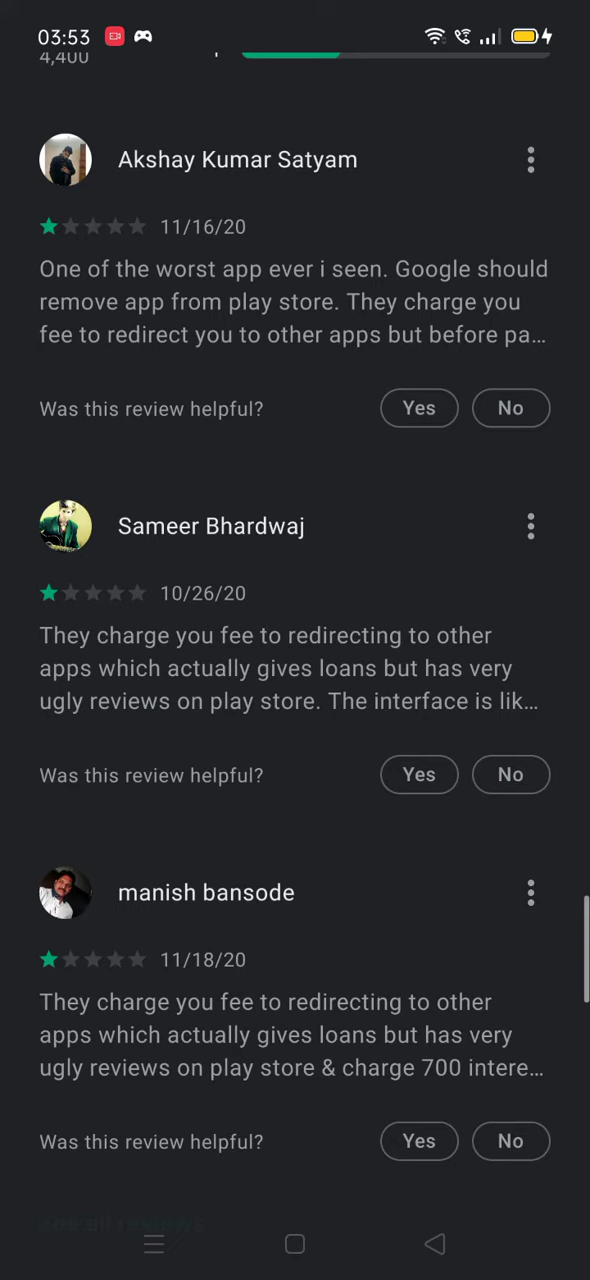 03:53
4,400
Akshay Kumar Satyam
11/16/20
One of the worst app ever i seen. Google should
remove app from play store. They charge you
fee to redirect you to other apps but before pa...
Was this review helpful? Yes No
Sameer Bhardwaj
10/26/20
They charge you fee to redirecting to other
apps which actually gives loans but has very
ugly reviews on play store. The interface is lik...
Was this review helpful? Yes No
manish bansode
11/18/20
They charge you fee to redirecting to other
apps which actually gives loans but has very
ugly reviews on play store & charge 700 intere...
Was this review helpful? Yes No
See all reviews